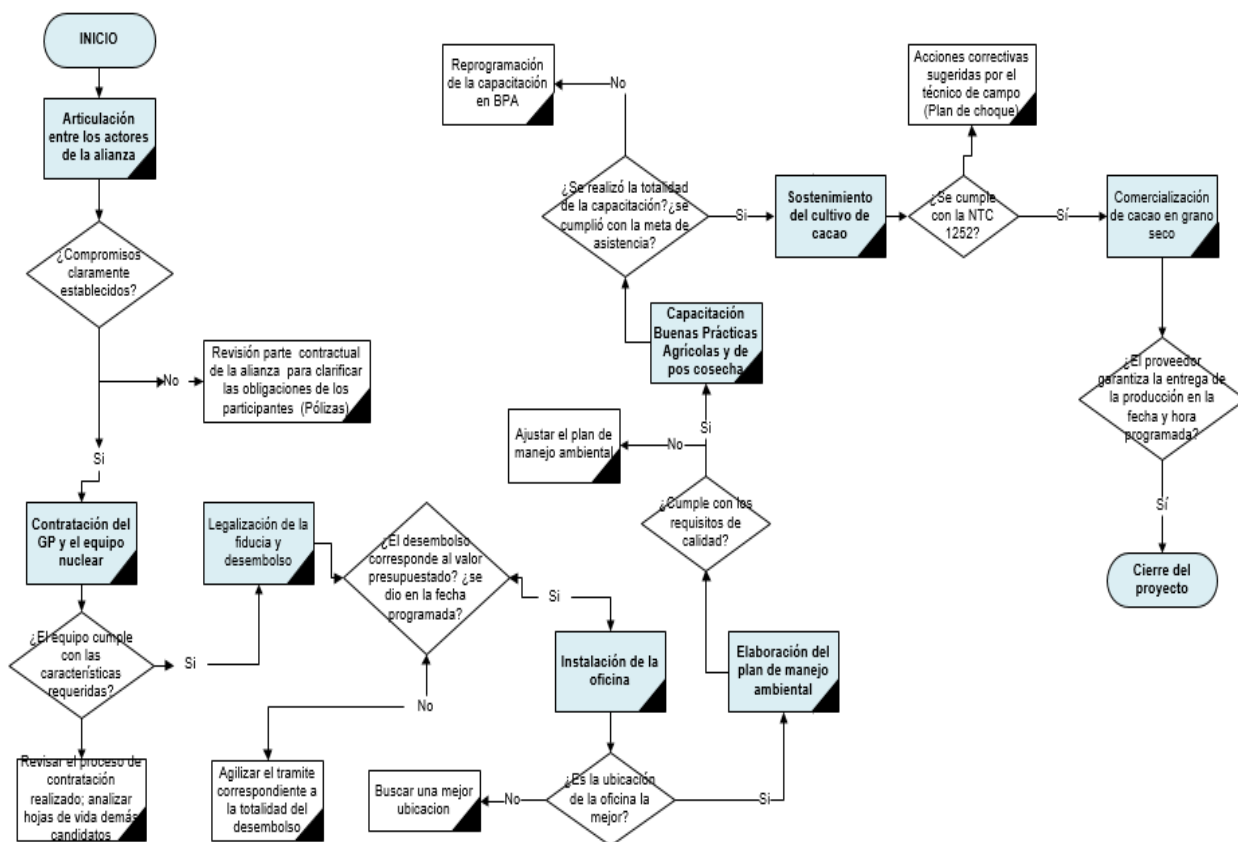 INICIO
Articulación
entre los actores
de la alianza
¿Compromisos
claramente
establecidos?
No
Revisión parte contractual
de la alianza para clarificar
las obligaciones de los
participantes (Pólizas)
Si
Contratación del
GP y el equipo
nuclear
¿El equipo cumple
con las
características
requeridas?
Si
Revisar el proceso de
contratación
realizado; analizar
hojas de vida demás
candidatos
Legalización de la
fiducia y
desembolso
¿El desembolso
corresponde al valor
presupuestado? ¿se
dio en la fecha
programada?
No
Agilizar el tramite
correspondiente a
la totalidad del
desembolso
Si
Instalación de la
oficina
¿Es la ubicación
de la oficina la
mejor?
No
Buscar una mejor
ubicacion
Si
Elaboración del
plan de manejo
ambiental
¿Cumple con los
requisitos de
calidad?
No
Ajustar el plan de
manejo ambiental
Si
Capacitación
Buenas Prácticas
Agrícolas y de
pos cosecha
¿Se realizó la totalidad
de la capacitación?¿se
cumplió con la meta de
asistencia?
No
Reprogramación
de la capacitación
en BPA
Si
Sostenimiento
del cultivo de
cacao
¿Se cumple
con la NTC
1252?
Acciones correctivas
sugeridas por el
técnico de campo
(Plan de choque)
Sí
Comercialización
de cacao en grano
seco
¿El proveedor
garantiza la entrega de
la producción en la
fecha y hora
programada?
Sí
Cierre del
proyecto